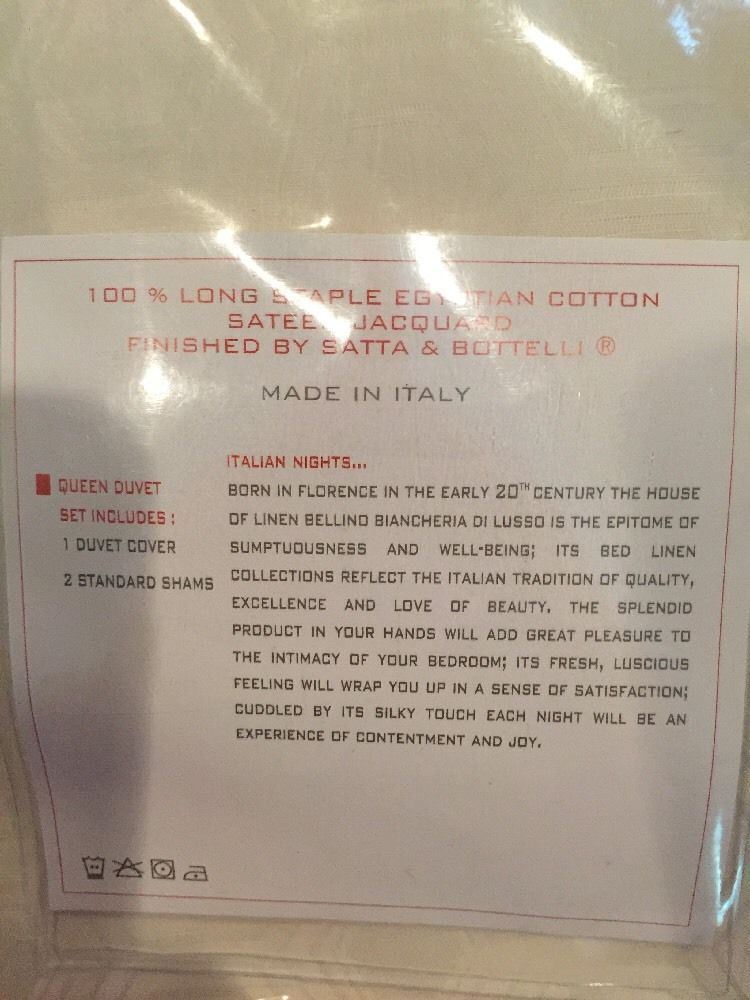 100 % LONG STAPLE EGYPTIAN COTTON
SATEEN JACQUARD
FINISHED BY SATTA & BOTTELLI ®
MADE IN ITALY
QUEEN DUVET
SET INCLUDES :
1 DUVET COVER
2 STANDARD SHAMS
ITALIAN NIGHTS...
BORN IN FLORENCE IN THE EARLY 20TH CENTURY THE HOUSE
OF LINEN BELLINO BIANCHERIA DI LUSSO IS THE EPITOME OF
SUMPTUOUSNESS AND WELL-BEING; ITS BED LINEN
COLLECTIONS REFLECT THE ITALIAN TRADITION OF QUALITY,
EXCELLENCE AND LOVE OF BEAUTY. THE SPLENDID
PRODUCT IN YOUR HANDS WILL ADD GREAT PLEASURE TO
THE INTIMACY OF YOUR BEDROOM; ITS FRESH, LUSCIOUS
FEELING WILL WRAP YOU UP IN A SENSE OF SATISFACTION;
CUDDLED BY ITS SILKY TOUCH EACH NIGHT WILL BE AN
EXPERIENCE OF CONTENTMENT AND JOY.